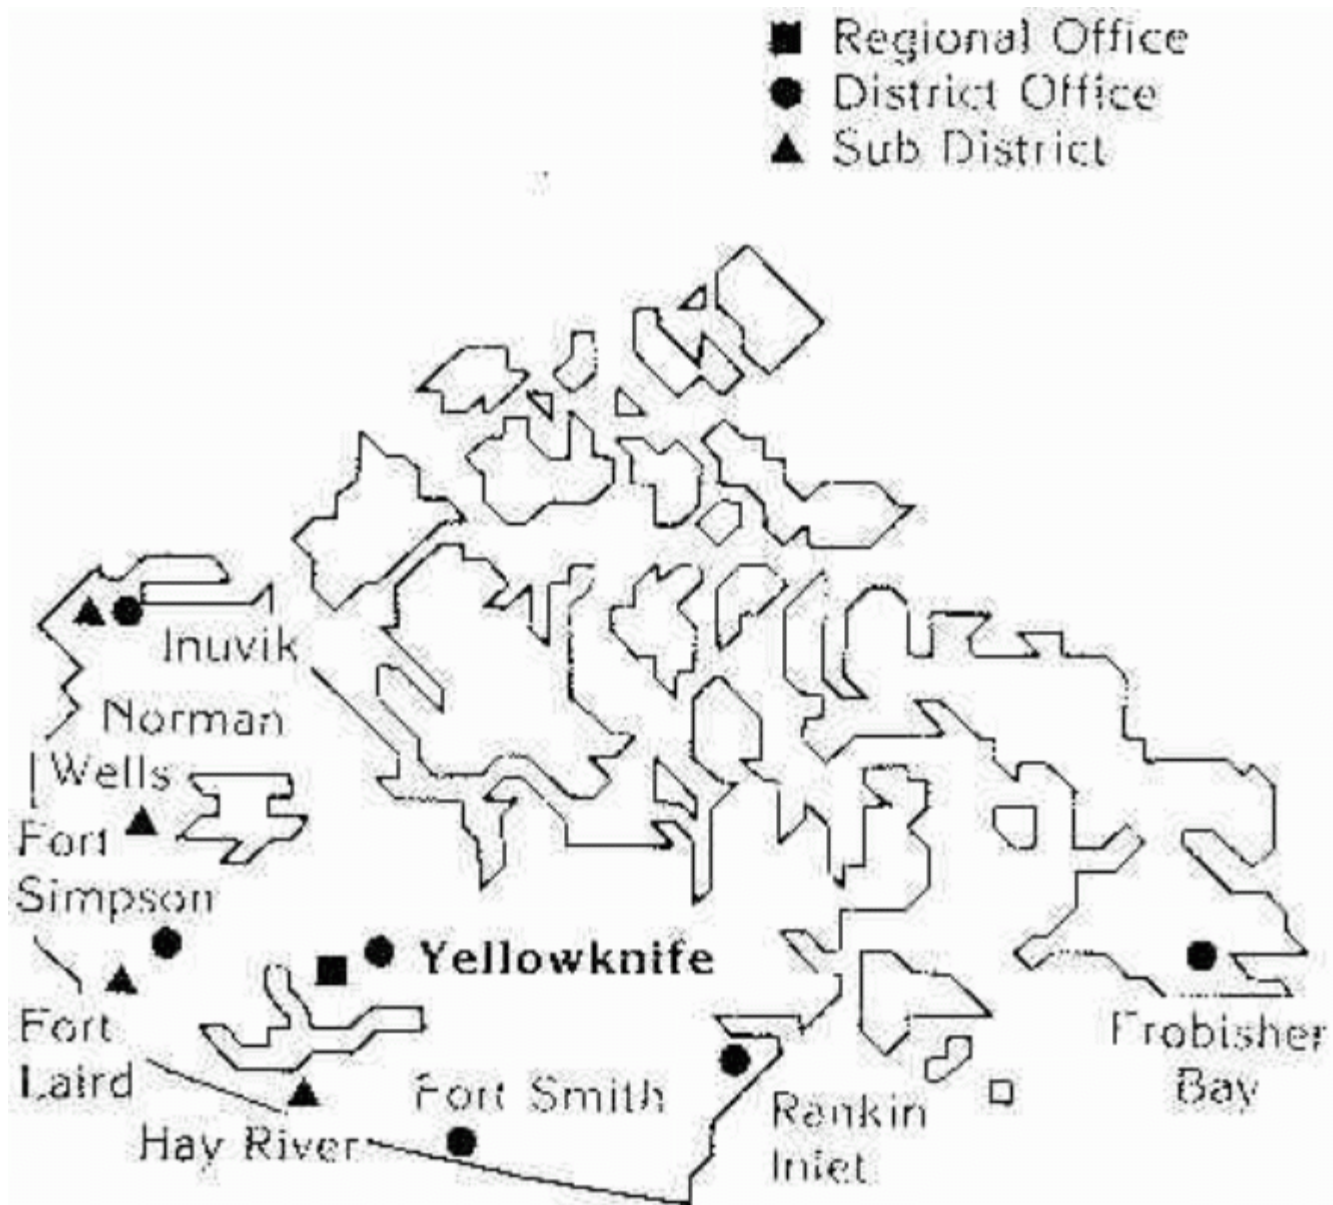 Regional Office
District Office
Sub District
Inuvik
Norman
Wells
Fort
Simpson
Yellowknife
Fort
Laird
Hay River
Fort Smith
Rankin
Inlet
Frobisher
Bay